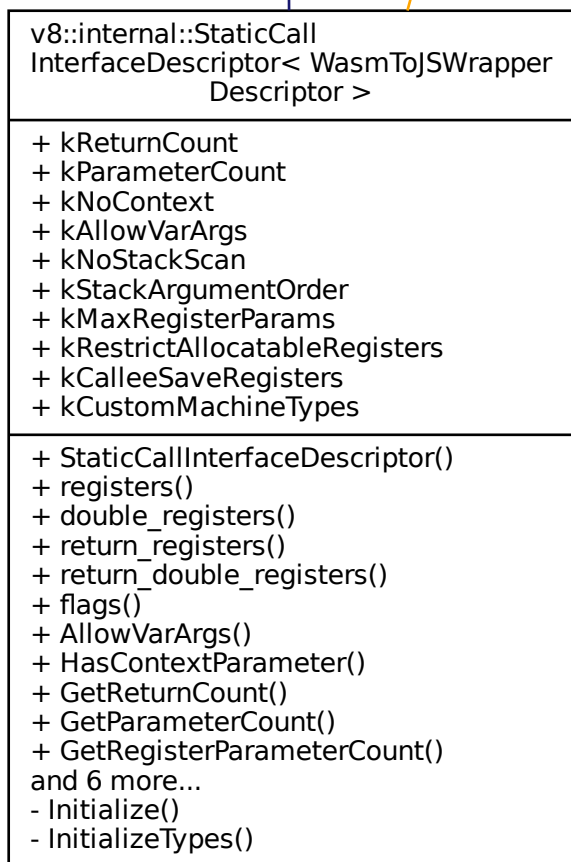 v8::internal::StaticCall
InterfaceDescriptor< WasmToJSWrapper
Descriptor >
+ kReturnCount
+ kParameterCount
+ kNoContext
+ kAllowVarArgs
+ kNoStackScan
+ kStackArgumentOrder
+ kMaxRegisterParams
+ kRestrictAllocatableRegisters
+ kCalleeSaveRegisters
+ kCustomMachineTypes
+ StaticCallInterfaceDescriptor()
+ registers()
+ double_registers()
+ return_registers()
+ return_double_registers()
+ flags()
+ AllowVarArgs()
+ HasContextParameter()
+ GetReturnCount()
+ GetParameterCount()
+ GetRegisterParameterCount()
and 6 more...
- Initialize()
- InitializeTypes()